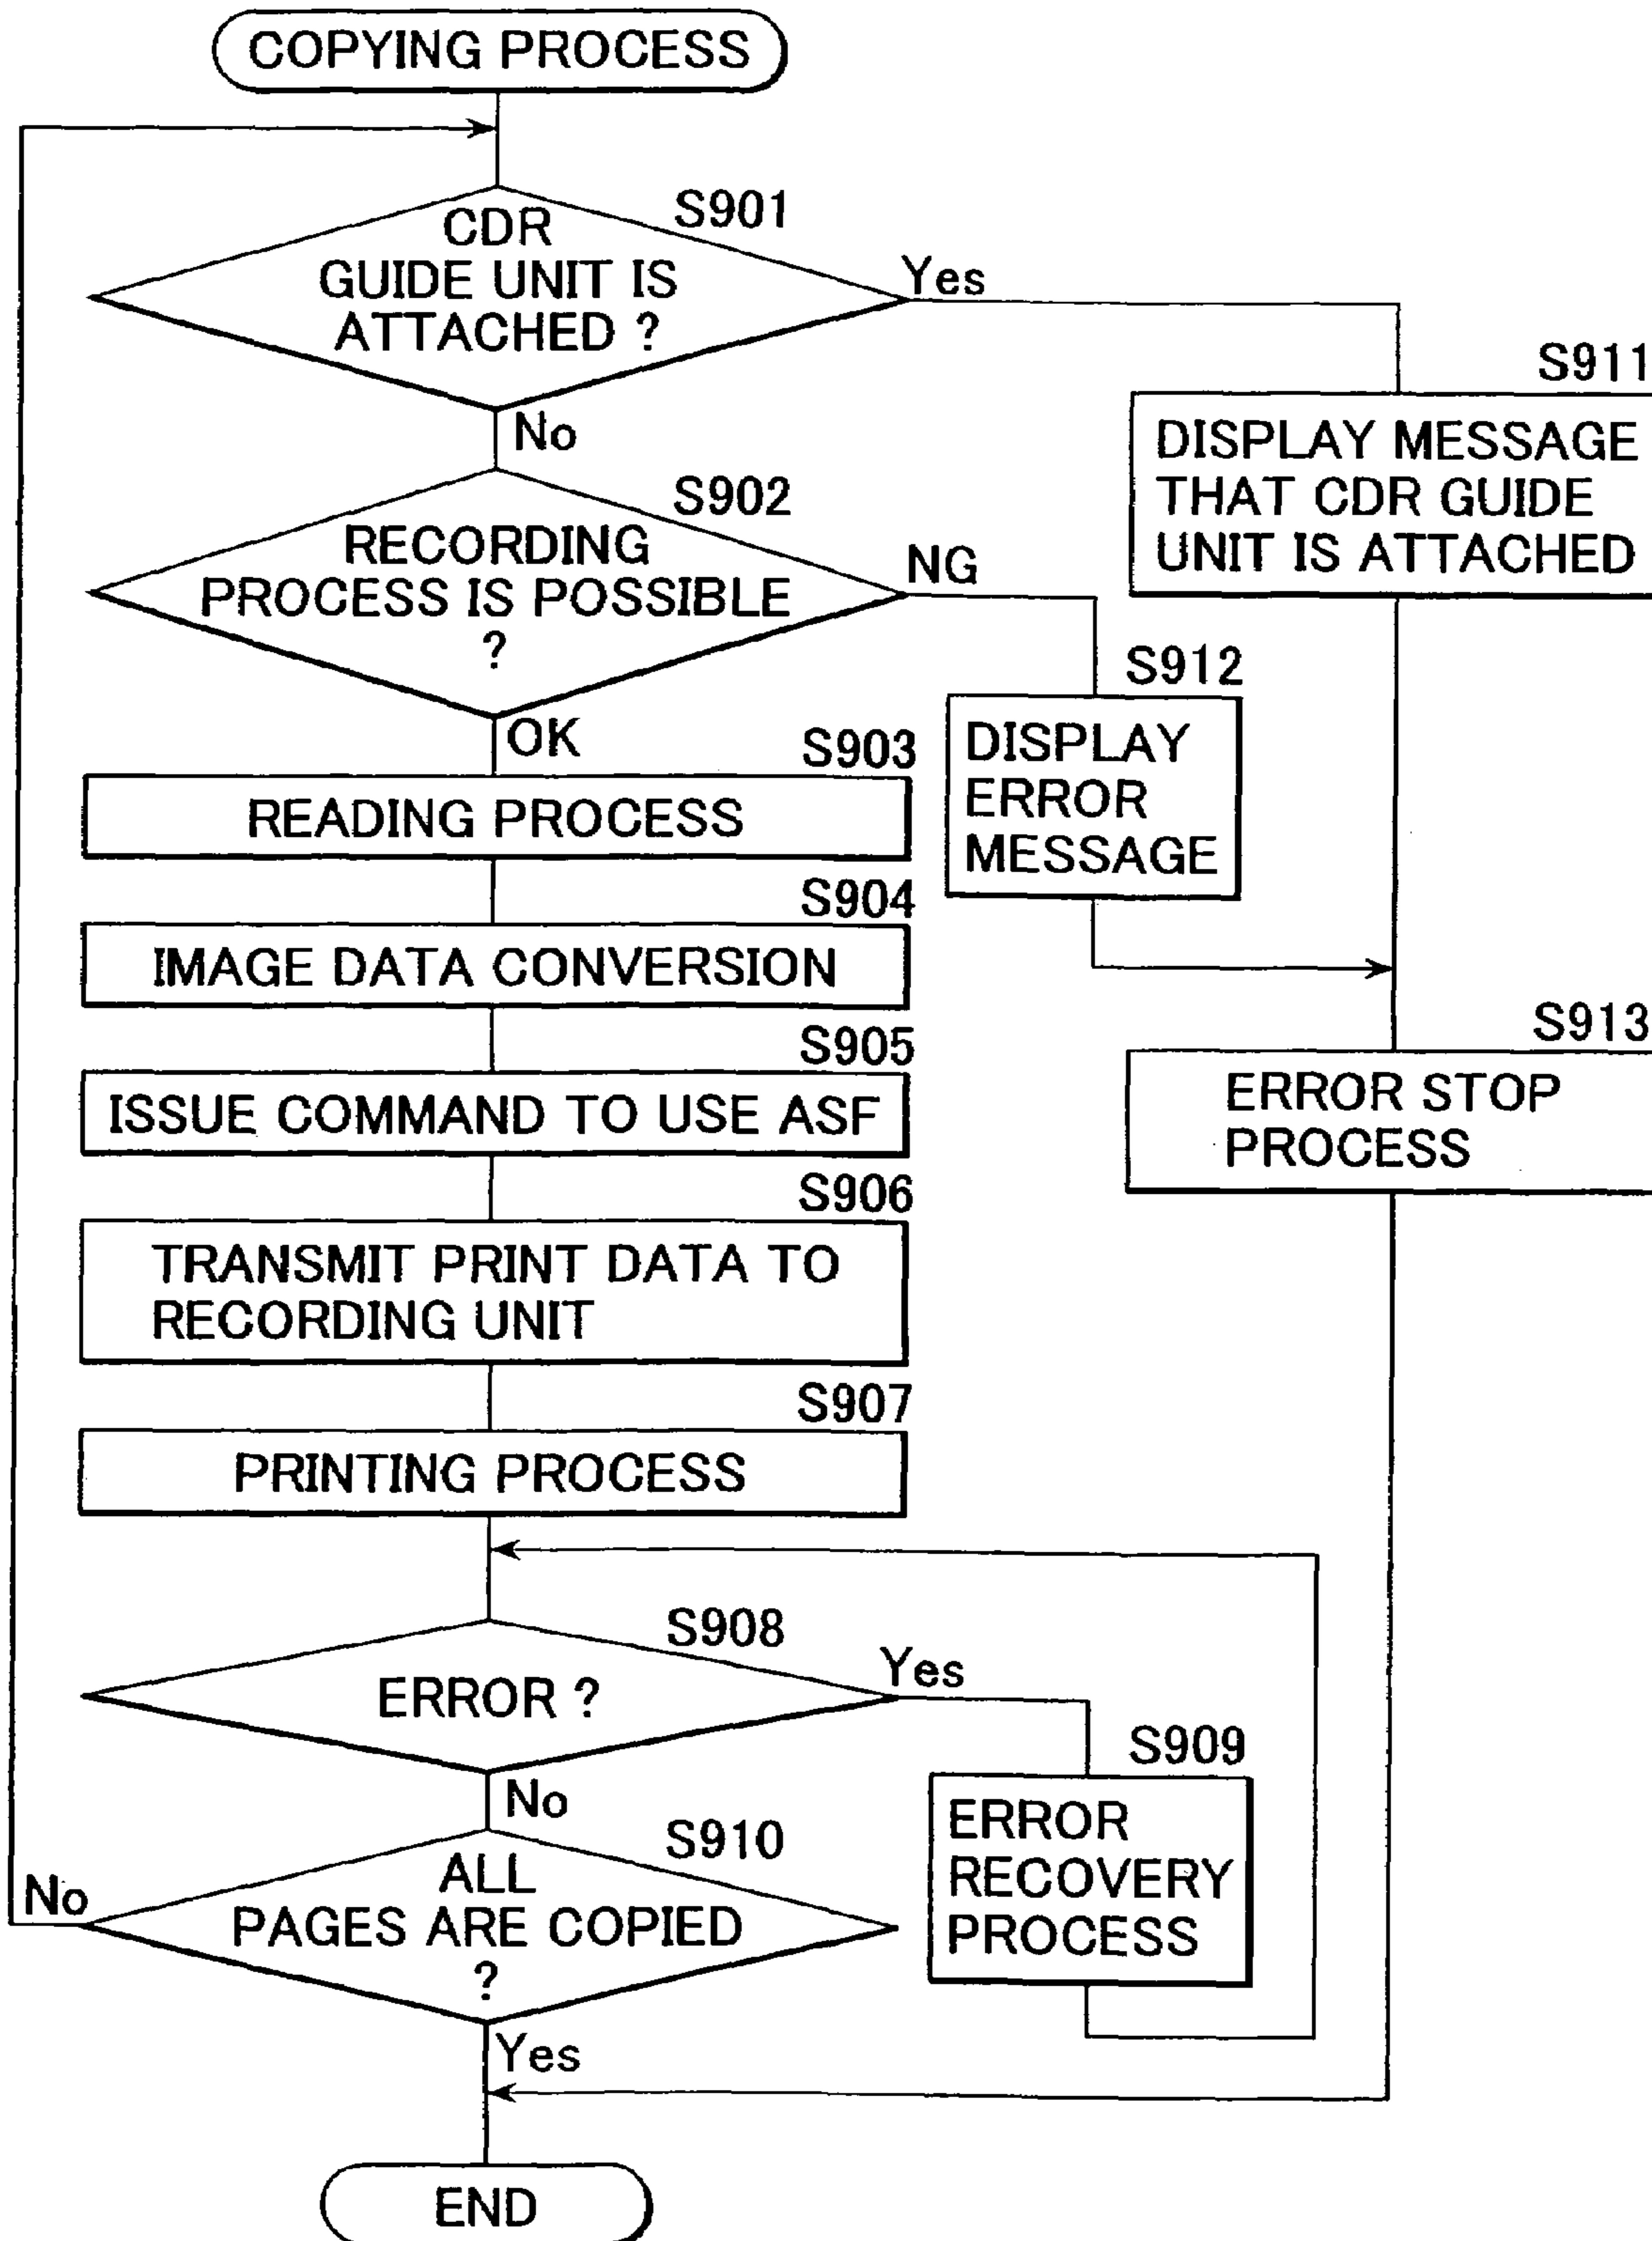 COPYING PROCESS
S901
CDR
GUIDE UNIT IS
ATTACHED ?
Yes
No
S911
DISPLAY MESSAGE
THAT CDR GUIDE
UNIT IS ATTACHED
S902
RECORDING
PROCESS IS POSSIBLE
?
NG
OK
S912
DISPLAY
ERROR
MESSAGE
S903
READING PROCESS
S904
IMAGE DATA CONVERSION
S913
ERROR STOP
PROCESS
S905
ISSUE COMMAND TO USE ASF
S906
TRANSMIT PRINT DATA TO
RECORDING UNIT
S907
PRINTING PROCESS
S908
ERROR ?
Yes
No
S909
ERROR
RECOVERY
PROCESS
S910
ALL
PAGES ARE COPIED
?
No
Yes
END